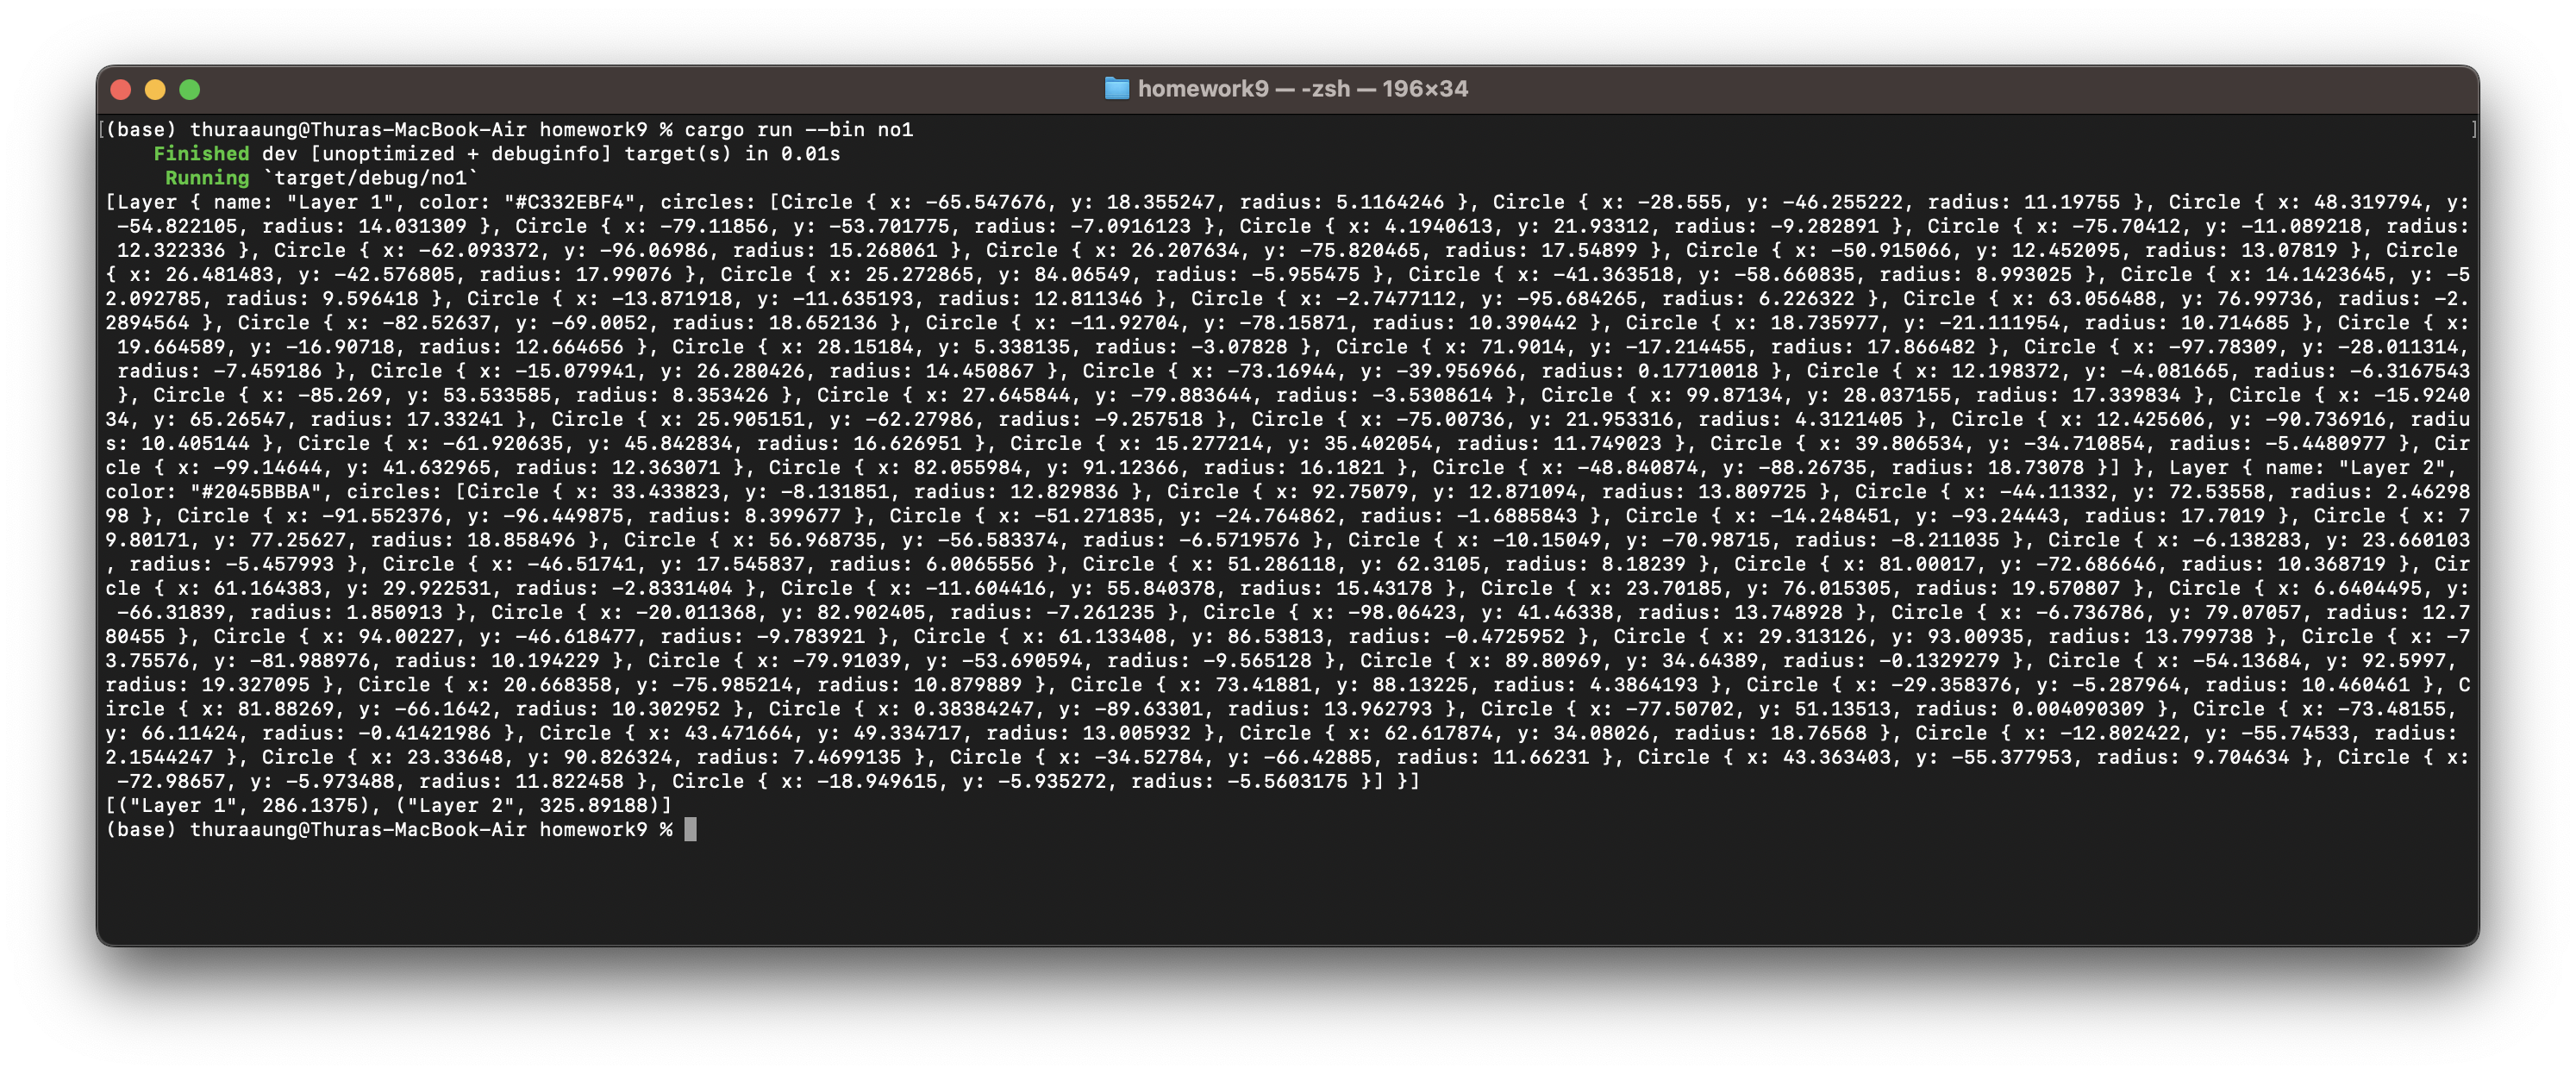 homework9 — -zsh — 196×34
[(base) thuraaung@Thuras-MacBook-Air homework9 % cargo run --bin no1 ]
Finished dev [unoptimized + debuginfo] target(s) in 0.01s
Running `target/debug/no1`
[Layer { name: "Layer 1", color: "#C332EBF4", circles: [Circle { x: -65.547676, y: 18.355247, radius: 5.1164246 }, Circle { x: -28.555, y: -46.255222, radius: 11.19755 }, Circle { x: 48.319794, y:
-54.822105, radius: 14.031309 }, Circle { x: -79.11856, y: -53.701775, radius: -7.0916123 }, Circle { x: 4.1940613, y: 21.93312, radius: -9.282891 }, Circle { x: -75.70412, y: -11.089218, radius:
12.322336 }, Circle { x: -62.093372, y: -96.06986, radius: 15.268061 }, Circle { x: 26.207634, y: -75.820465, radius: 17.54899 }, Circle { x: -50.915066, y: 12.452095, radius: 13.07819 }, Circle
{ x: 26.481483, y: -42.576805, radius: 17.99076 }, Circle { x: 25.272865, y: 84.06549, radius: -5.955475 }, Circle { x: -41.363518, y: -58.660835, radius: 8.993025 }, Circle { x: 14.1423645, y: -5
2.092785, radius: 9.596418 }, Circle { x: -13.871918, y: -11.635193, radius: 12.811346 }, Circle { x: -2.7477112, y: -95.684265, radius: 6.226322 }, Circle { x: 63.056488, y: 76.99736, radius: -2.
2894564 }, Circle { x: -82.52637, y: -69.0052, radius: 18.652136 }, Circle { x: -11.92704, y: -78.15871, radius: 10.390442 }, Circle { x: 18.735977, y: -21.111954, radius: 10.714685 }, Circle { x:
19.664589, y: -16.90718, radius: 12.664656 }, Circle { x: 28.15184, y: 5.338135, radius: -3.07828 }, Circle { x: 71.9014, y: -17.214455, radius: 17.866482 }, Circle { x: -97.78309, y: -28.011314,
radius: -7.459186 }, Circle { x: -15.079941, y: 26.280426, radius: 14.450867 }, Circle { x: -73.16944, y: -39.956966, radius: 0.17710018 }, Circle { x: 12.198372, y: -4.081665, radius: -6.3167543
}, Circle { x: -85.269, y: 53.533585, radius: 8.353426 }, Circle { x: 27.645844, y: -79.883644, radius: -3.5308614 }, Circle { x: 99.87134, y: 28.037155, radius: 17.339834 }, Circle { x: -15.9240
34, y: 65.26547, radius: 17.33241 }, Circle { x: 25.905151, y: -62.27986, radius: -9.257518 }, Circle { x: -75.00736, y: 21.953316, radius: 4.3121405 }, Circle { x: 12.425606, y: -90.736916, radiu
s: 10.405144 }, Circle { x: -61.920635, y: 45.842834, radius: 16.626951 }, Circle { x: 15.277214, y: 35.402054, radius: 11.749023 }, Circle { x: 39.806534, y: -34.710854, radius: -5.4480977 }, Cir
cle { x: -99.14644, y: 41.632965, radius: 12.363071 }, Circle { x: 82.055984, y: 91.12366, radius: 16.1821 }, Circle { x: -48.840874, y: -88.26735, radius: 18.73078 }] }, Layer { name: "Layer 2",
color: "#2045BBBA", circles: [Circle { x: 33.433823, y: -8.131851, radius: 12.829836 }, Circle { x: 92.75079, y: 12.871094, radius: 13.809725 }, Circle { x: -44.11332, y: 72.53558, radius: 2.46298
98 }, Circle { x: -91.552376, y: -96.449875, radius: 8.399677 }, Circle { x: -51.271835, y: -24.764862, radius: -1.6885843 }, Circle { x: -14.248451, y: -93.24443, radius: 17.7019 }, Circle { x: 7
9.80171, y: 77.25627, radius: 18.858496 }, Circle { x: 56.968735, y: -56.583374, radius: -6.5719576 }, Circle { x: -10.15049, y: -70.98715, radius: -8.211035 }, Circle { x: -6.138283, y: 23.660103
, radius: -5.457993 }, Circle { x: -46.51741, y: 17.545837, radius: 6.0065556 }, Circle { x: 51.286118, y: 62.3105, radius: 8.18239 }, Circle { x: 81.00017, y: -72.686646, radius: 10.368719 }, Cir
cle { x: 61.164383, y: 29.922531, radius: -2.8331404 }, Circle { x: -11.604416, y: 55.840378, radius: 15.43178 }, Circle { x: 23.70185, y: 76.015305, radius: 19.570807 }, Circle { x: 6.6404495, y:
-66.31839, radius: 1.850913 }, Circle { x: -20.011368, y: 82.902405, radius: -7.261235 }, Circle { x: -98.06423, y: 41.46338, radius: 13.748928 }, Circle { x: -6.736786, y: 79.07057, radius: 12.7
80455 }, Circle { x: 94.00227, y: -46.618477, radius: -9.783921 }, Circle { x: 61.133408, y: 86.53813, radius: -0.4725952 }, Circle { x: 29.313126, y: 93.00935, radius: 13.799738 }, Circle { x: -7
3.75576, y: -81.988976, radius: 10.194229 }, Circle { x: -79.91039, y: -53.690594, radius: -9.565128 }, Circle { x: 89.80969, y: 34.64389, radius: -0.1329279 }, Circle { x: -54.13684, y: 92.5997,
radius: 19.327095 }, Circle { x: 20.668358, y: -75.985214, radius: 10.879889 }, Circle { x: 73.41881, y: 88.13225, radius: 4.3864193 }, Circle { x: -29.358376, y: -5.287964, radius: 10.460461 }, C
ircle { x: 81.88269, y: -66.1642, radius: 10.302952 }, Circle { x: 0.38384247, y: -89.63301, radius: 13.962793 }, Circle { x: -77.50702, y: 51.13513, radius: 0.004090309 }, Circle { x: -73.48155,
y: 66.11424, radius: -0.41421986 }, Circle { x: 43.471664, y: 49.334717, radius: 13.005932 }, Circle { x: 62.617874, y: 34.08026, radius: 18.76568 }, Circle { x: -12.802422, y: -55.74533, radius:
2.1544247 }, Circle { x: 23.33648, y: 90.826324, radius: 7.4699135 }, Circle { x: -34.52784, y: -66.42885, radius: 11.66231 }, Circle { x: 43.363403, y: -55.377953, radius: 9.704634 }, Circle { x:
-72.98657, y: -5.973488, radius: 11.822458 }, Circle { x: -18.949615, y: -5.935272, radius: -5.5603175 }] }]
[("Layer 1", 286.1375), ("Layer 2", 325.89188)]
(base) thuraaung@Thuras-MacBook-Air homework9 %